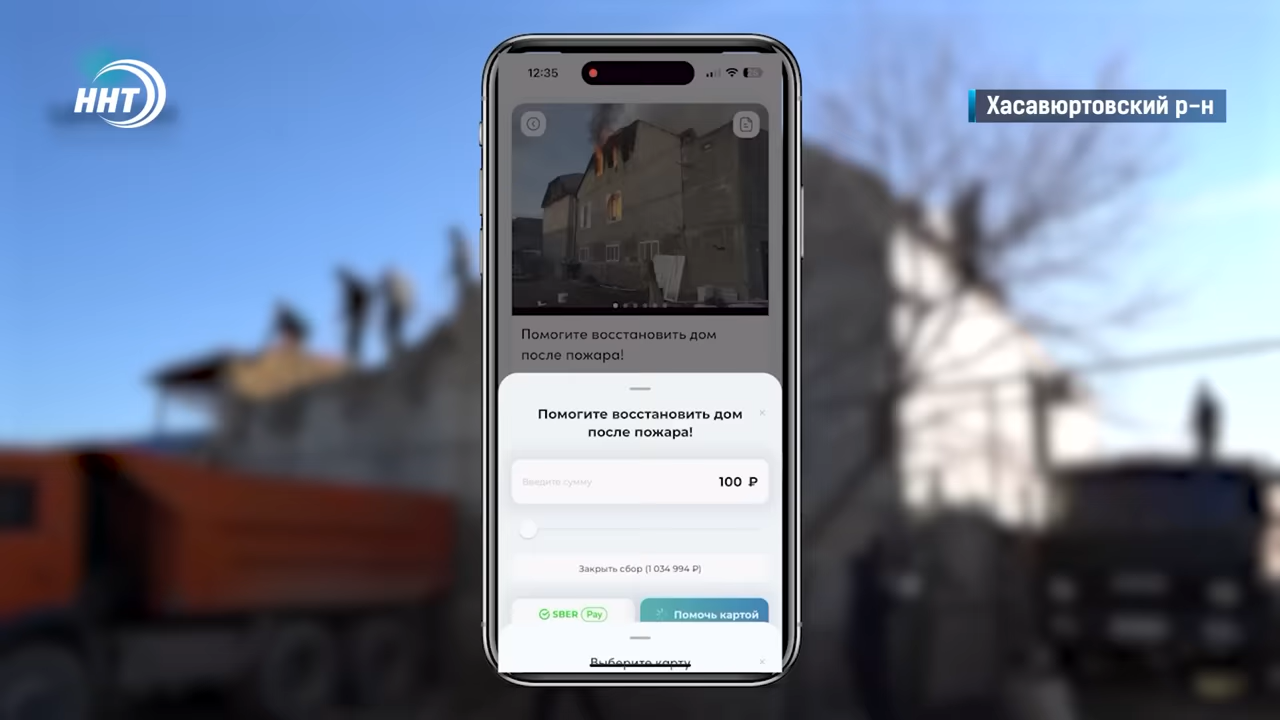 ННТ
Хасавюртовский р-н
12:35
Помогите восстановить дом
после пожара!
Помогите восстановить дом
после пожара!
Введите сумму
100 ₽
Закрыть сбор (1 034 994 ₽)
SBER Pay
Помочь картой
Выберите карту